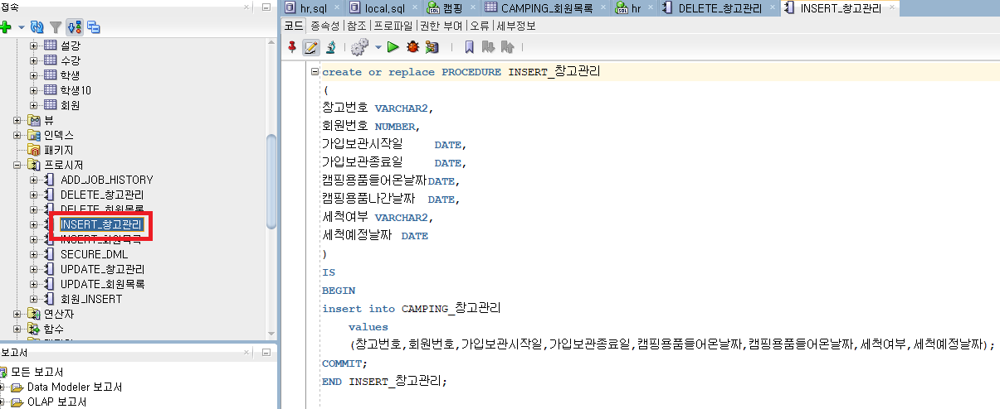 접속
설강
수강
학생
학생10
회원
뷰
인덱스
패키지
프로시저
ADD_JOB_HISTORY
DELETE_창고관리
DELETE_회원목록
INSERT_창고관리
INSERT_회원목록
SECURE_DML
UPDATE_창고관리
UPDATE_회원목록
회원_INSERT
연산자
함수
보고서
모든 보고서
Data Modeler 보고서
OLAP 보고서
hr,sql local,sql 캠핑 CAMPING_회원목록 hr DELETE_창고관리 INSERT_창고관리
코드 종속성 | 참조 | 프로파일 | 권한 부여 | 오류 | 세부정보
create or replace PROCEDURE INSERT_창고관리
(
창고번호 VARCHAR2,
회원번호 NUMBER,
가입보관시작일 DATE,
가입보관종료일 DATE,
캠핑용품들어온날짜DATE,
캠핑용품나간날짜 DATE,
세척여부 VARCHAR2,
세척예정날짜 DATE
)
IS
BEGIN
insert into CAMPING_창고관리
values
(창고번호,회원번호,가입보관시작일,가입보관종료일,캠핑용품들어온날짜,캠핑용품들어온날짜,세척여부,세척예정날짜);
COMMIT;
END INSERT_창고관리;